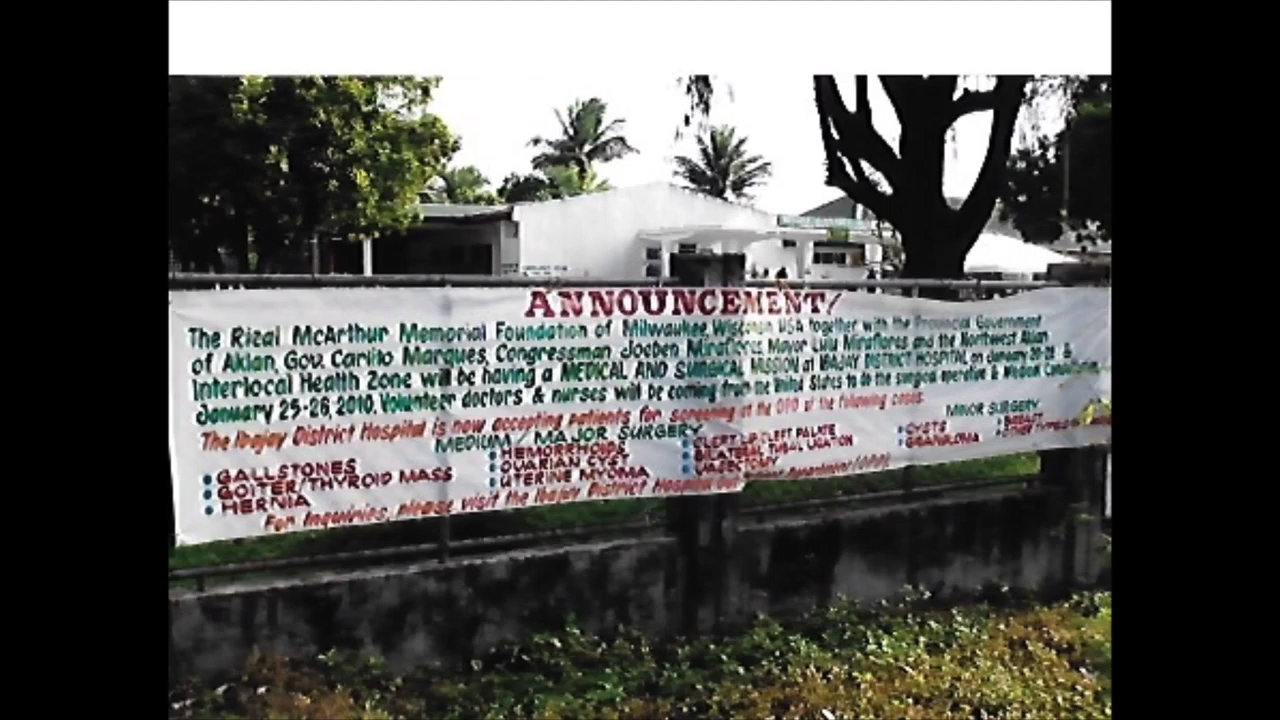 ANNOUNCEMENT!
The Rizal McArthur Memorial Foundation of Milwaukee, Wisconsin, USA together with the Provincial Government
of Aklan, Gov. Carlito Marques, Congressman Joeben Miraflores, Mayor Lulu Miraflores and the Northwest Aklan
Interlocal Health Zone will be having a MEDICAL AND SURGICAL MISSION at IBAJAY DISTRICT HOSPITAL on January &
January 25-26, 2010. Volunteer doctors & nurses will be coming from the United States to do the surgical operative & Medical
The Ibajay District Hospital is now accepting patients for screening at the OPD of the following cases.
MEDIUM / MAJOR SURGERY
MINOR SURGERY
• GALLSTONES
• GOITER/THYROID MASS
• HERNIA
• HEMORRHOIDS
• OVARIAN CYST
• UTERINE MYOMA
• CLEFT LIP/CLEFT PALATE
• BILATERAL TUBAL LIGATION
• VASECTOMY
• CYSTS
• GRANULOMA
For Inquiries, please visit the Ibajay District Hospital Department (OPD)